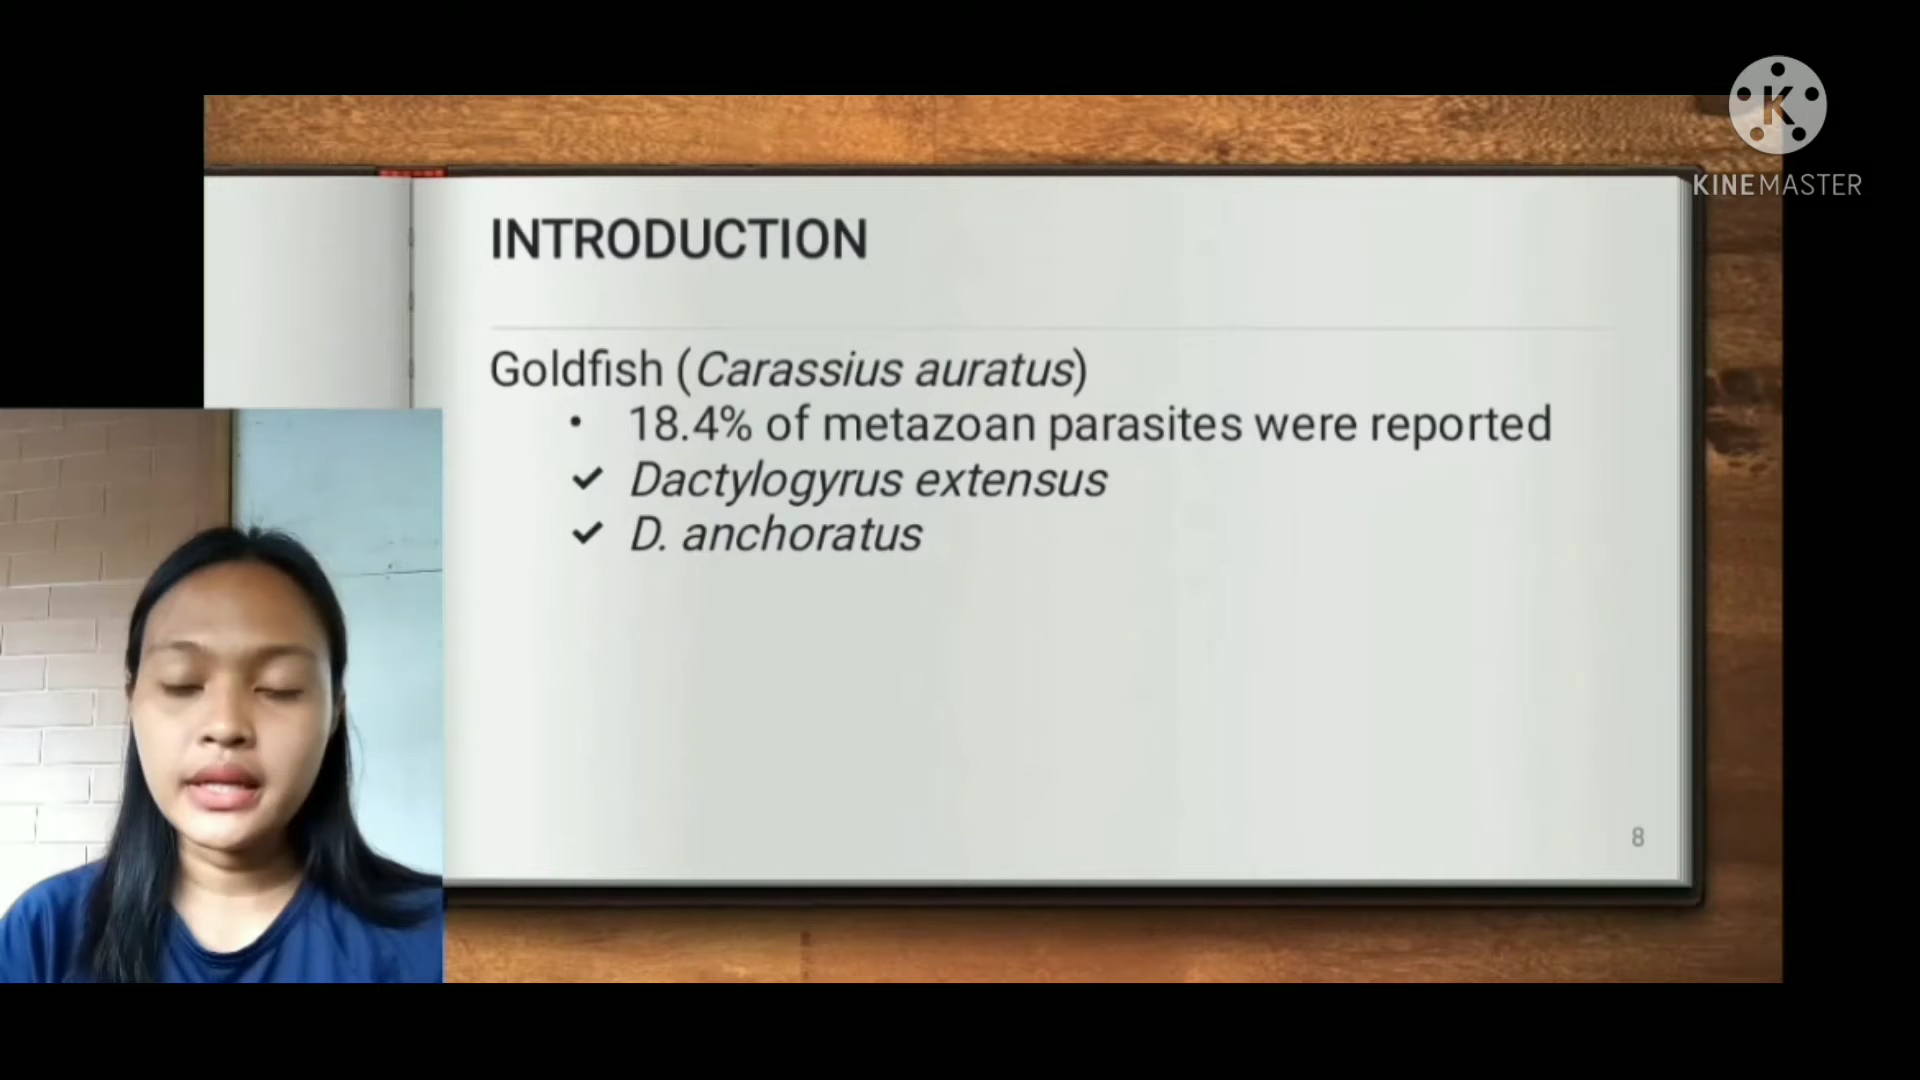 K
KINEMASTER
INTRODUCTION
Goldfish (Carassius auratus)
• 18.4% of metazoan parasites were reported
✔ Dactylogyrus extensus
✔ D. anchoratus
8